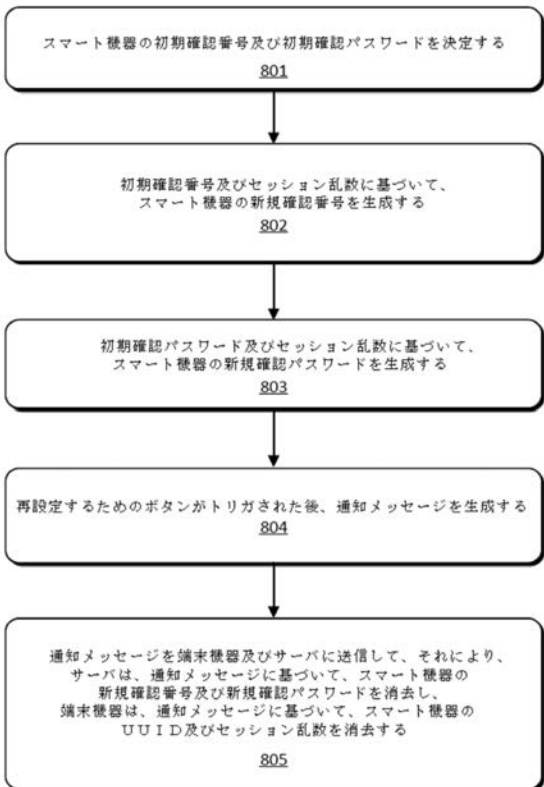 スマート機器の初期確認番号及び初期確認パスワードを決定する
801
初期確認番号及びセッション乱数に基づいて、
スマート機器の新規確認番号を生成する
802
初期確認パスワード及びセッション乱数に基づいて、
スマート機器の新規確認パスワードを生成する
803
再設定するためのボタンがトリガされた後、通知メッセージを生成する
804
通知メッセージを端末機器及びサーバに送信して、それにより、
サーバは、通知メッセージに基づいて、スマート機器の
新規確認番号及び新規確認パスワードを消去し、
端末機器は、通知メッセージに基づいて、スマート機器の
ＵＵＩＤ及びセッション乱数を消去する
805